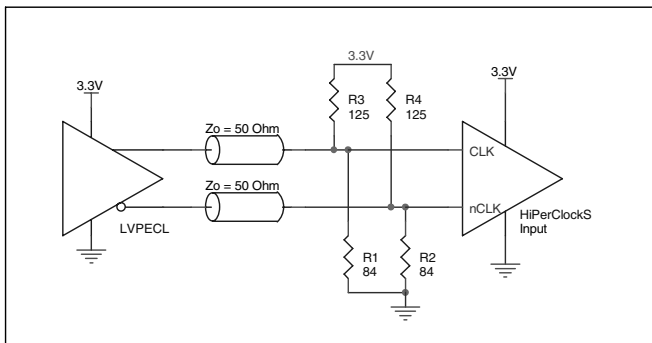 3.3V
3.3V
3.3V
R3
125
R4
125
Zo = 50 Ohm
CLK
Zo = 50 Ohm
nCLK
LVPECL
HiPerClockS
Input
R1
84
R2
84